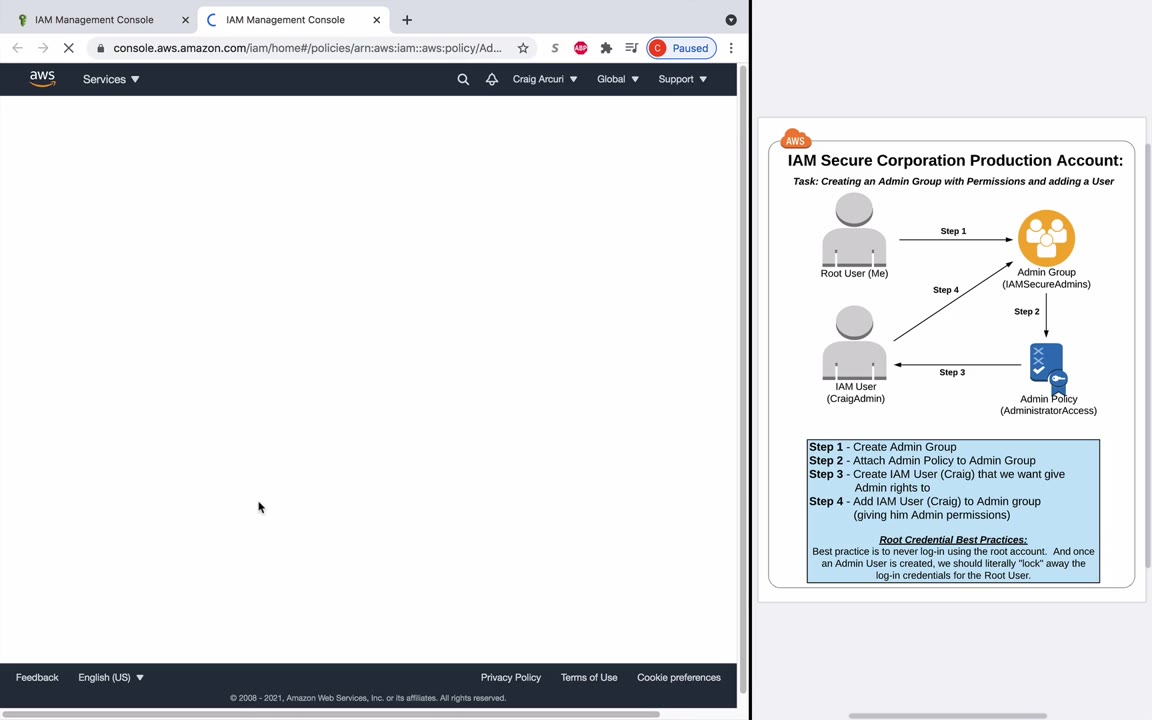 IAM Management Console
IAM Management Console
console.aws.amazon.com/iam/home#/policies/arn:aws:iam::aws:policy/Ad...
S
ABP
C Paused
aws
Services
Craig Arcuri
Global
Support
AWS
IAM Secure Corporation Production Account:
Task: Creating an Admin Group with Permissions and adding a User
Step 1
Root User (Me)
Admin Group
(IAMSecureAdmins)
Step 4
Step 2
Step 3
IAM User
(CraigAdmin)
Admin Policy
(AdministratorAccess)
Step 1 - Create Admin Group
Step 2 - Attach Admin Policy to Admin Group
Step 3 - Create IAM User (Craig) that we want give
Admin rights to
Step 4 - Add IAM User (Craig) to Admin group
(giving him Admin permissions)
Root Credential Best Practices:
Best practice is to never log-in using the root account. And once
an Admin User is created, we should literally "lock" away the
log-in credentials for the Root User.
Feedback
English (US)
Privacy Policy
Terms of Use
Cookie preferences
© 2008 - 2021, Amazon Web Services, Inc. or its affiliates. All rights reserved.